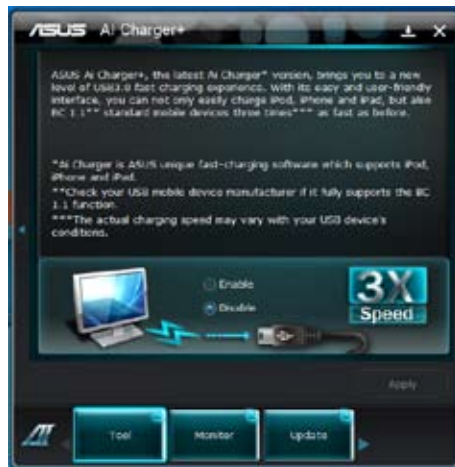 ASUS Ai Charger+
ASUS Ai Charger+, the latest Ai Charger* version, brings you to a new
level of USB3.0 fast charging experience. With its easy and user-friendly
interface, you can not only easily charge iPod, iPhone and iPad, but also
BC 1.1** standard mobile devices three times*** as fast as before.
*Ai Charger is ASUS unique fast-charging software which supports iPod,
iPhone and iPad.
**Check your USB mobile device manufacturer if it fully supports the BC
1.1 function.
***The actual charging speed may vary with your USB device's
conditions.
Enable
Disable
3X
Speed
Apply
Tool
Monitor
Update